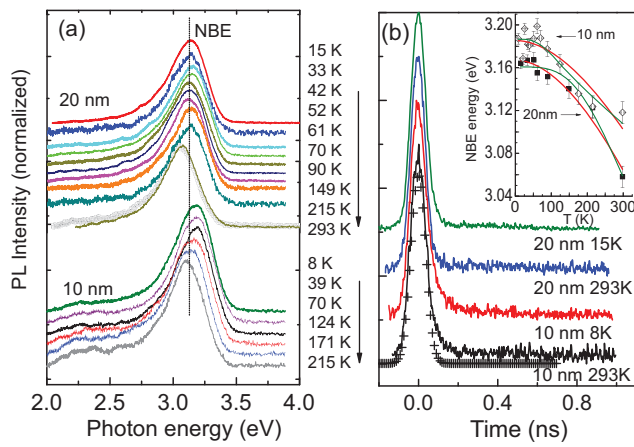 (a)
NBE
20 nm
10 nm
PL Intensity (normalized)
2.0 2.5 3.0 3.5 4.0
Photon energy (eV)
15 K
33 K
42 K
52 K
61 K
70 K
90 K
149 K
215 K
293 K
8 K
39 K
70 K
124 K
171 K
215 K
(b)
20 nm 15K
20 nm 293K
10 nm 8K
10 nm 293K
0.0 0.4 0.8
Time (ns)
NBE energy (eV)
3.20
3.16
3.12
3.08
3.04
10 nm
20nm
0 100 200 300
T (K)